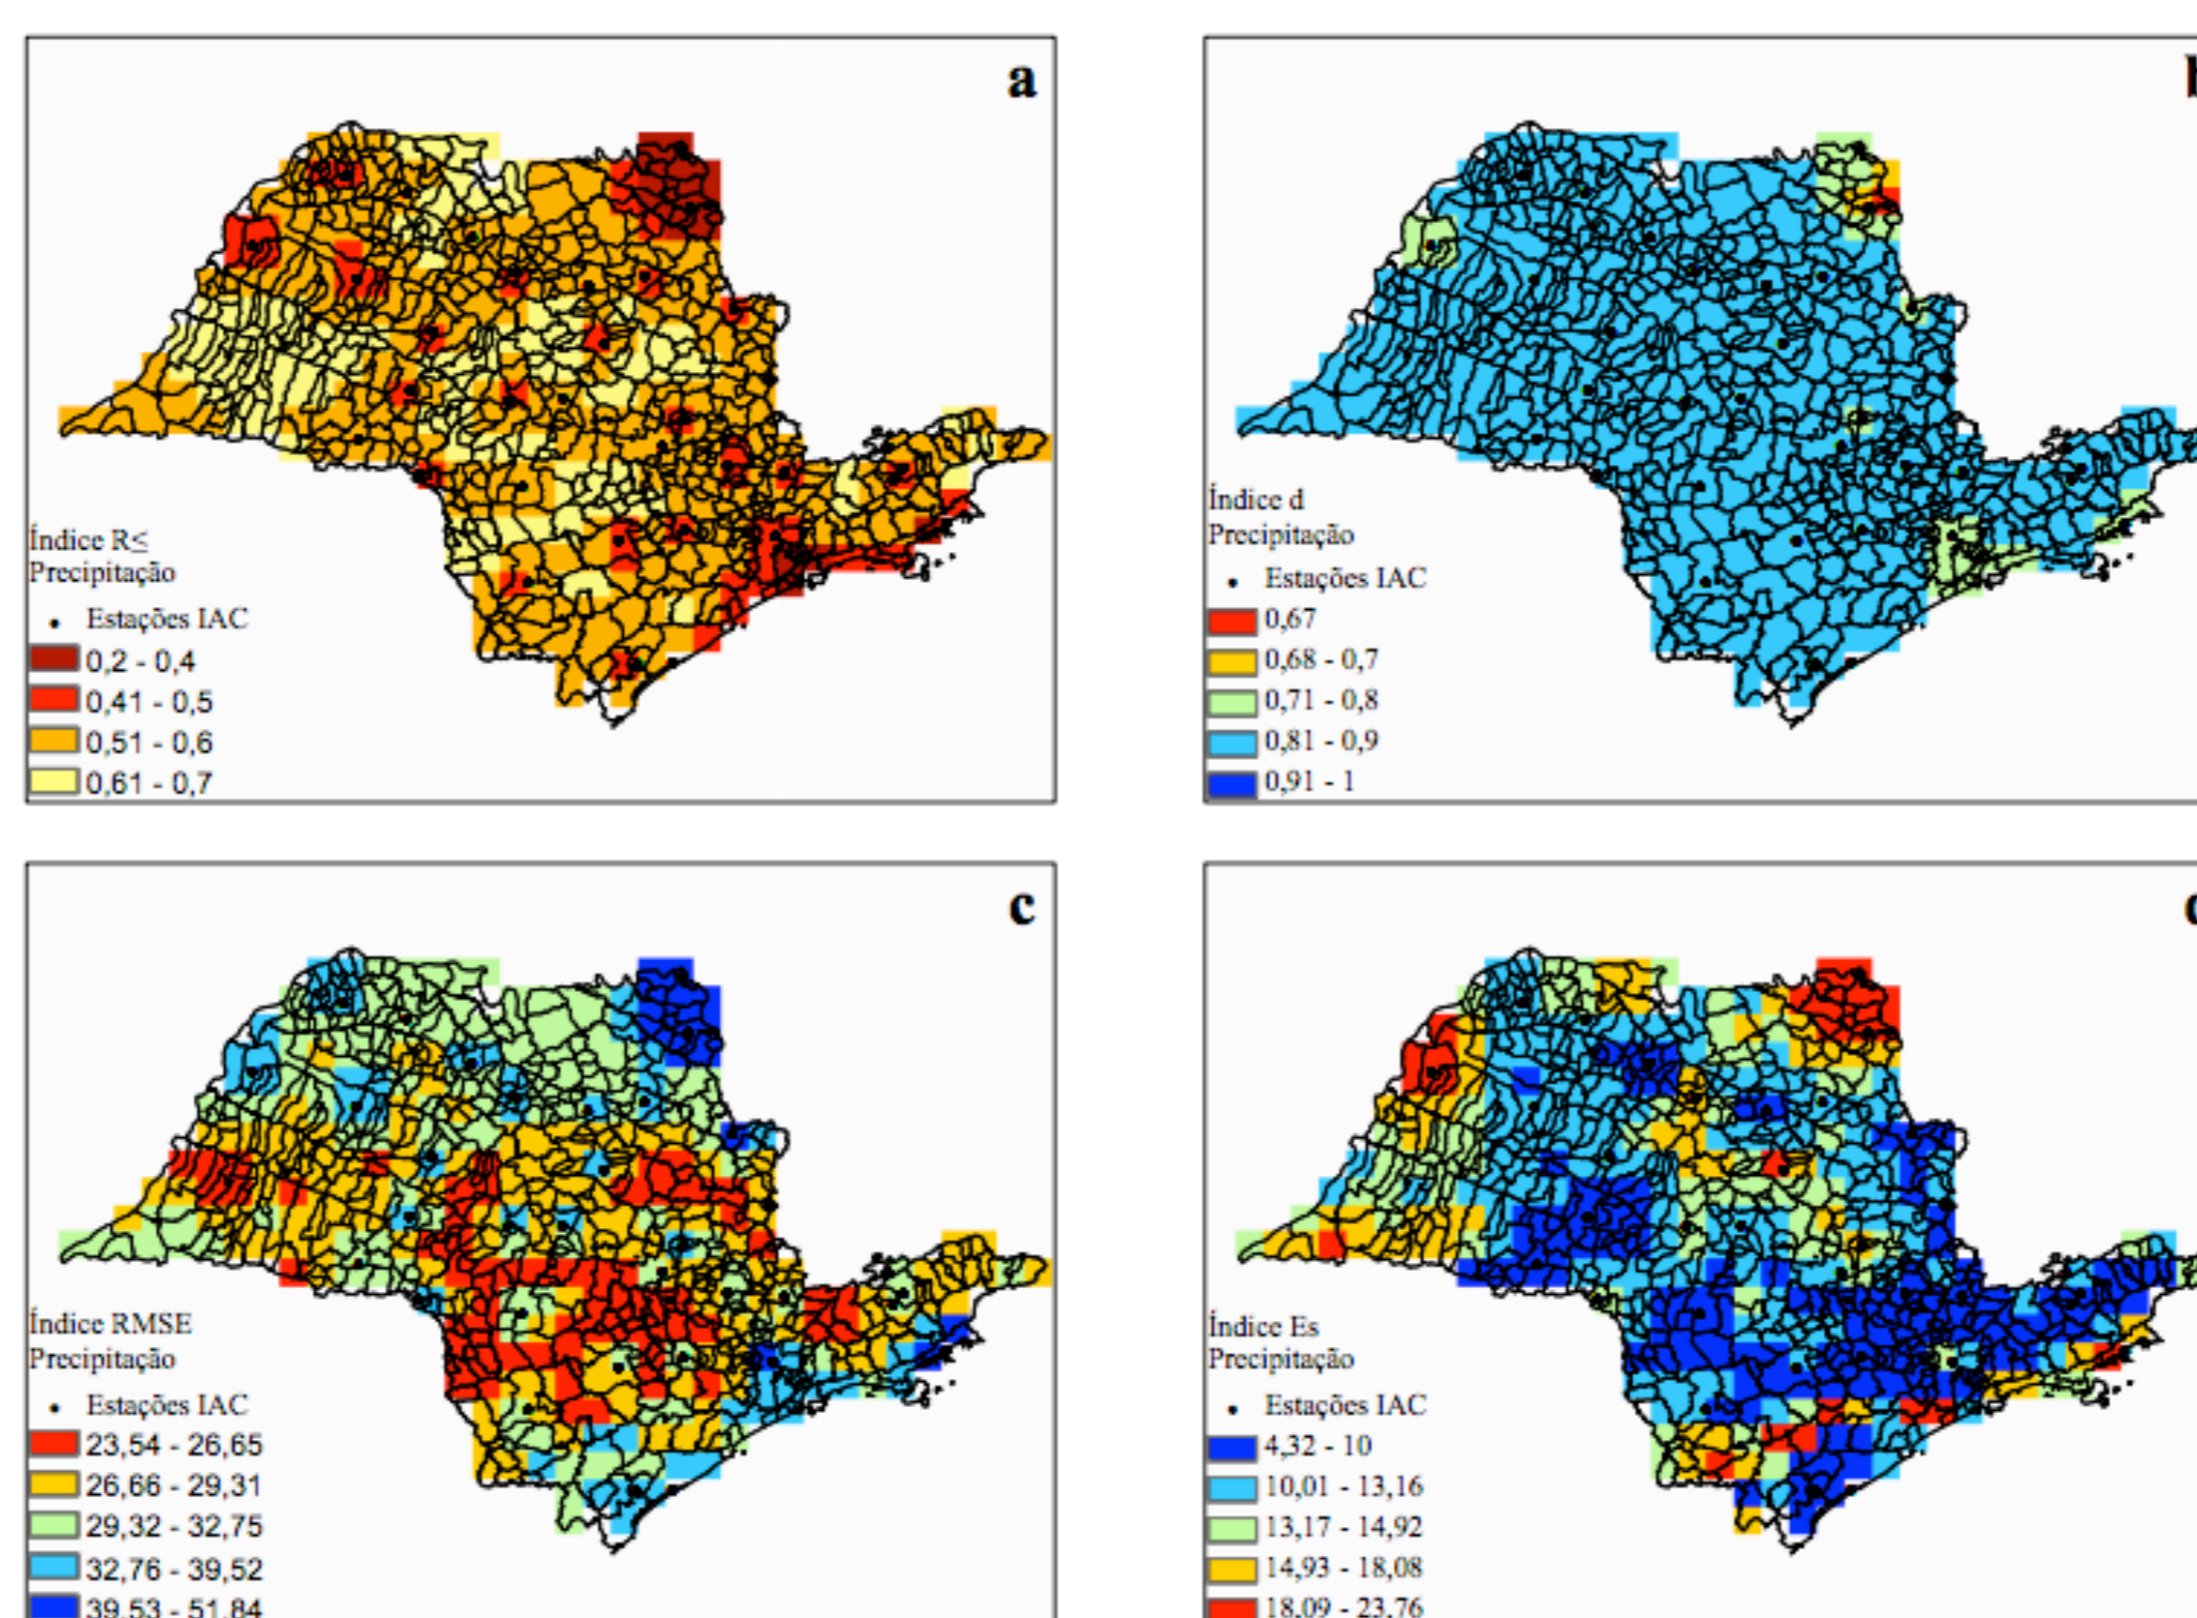 a
Índice R≤
Precipitação
Estações IAC
0,2 - 0,4
0,41 - 0,5
0,51 - 0,6
0,61 - 0,7
Índice d
Precipitação
Estações IAC
0,67
0,68 - 0,7
0,71 - 0,8
0,81 - 0,9
0,91 - 1
c
Índice RMSE
Precipitação
Estações IAC
23,54 - 26,65
26,66 - 29,31
29,32 - 32,75
32,76 - 39,52
39,53 - 51,84
Índice Es
Precipitação
Estações IAC
4,32 - 10
10,01 - 13,16
13,17 - 14,92
14,93 - 18,08
18,09 - 23,76